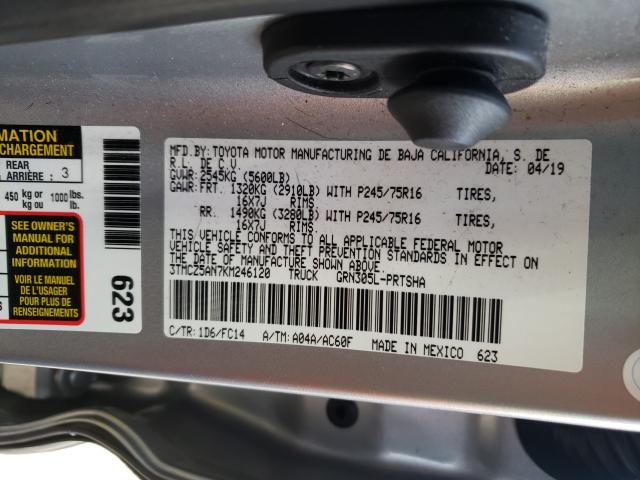 MATION
CHARGEMENT
REAR
ARRIÈRE : 3
450 kg or 1000 lbs.
kg ou lb.
SEE OWNER'S
MANUAL FOR
ADDITIONAL
INFORMATION
VOIR LE MANUEL
DE L'USAGER
POUR PLUS DE
RENSEIGNEMENTS
623
MFD.BY:TOYOTA MOTOR MANUFACTURING DE BAJA CALIFORNIA, S. DE
R.L. DE C.V. DATE: 04/19
GVWR: 2545KG (5600LB)
GAWR: FRT. 1320KG (2910LB) WITH P245/75R16 TIRES,
16X7J RIMS
RR. 1490KG (3280LB) WITH P245/75R16 TIRES,
16X7J RIMS
THIS VEHICLE CONFORMS TO ALL APPLICABLE FEDERAL MOTOR
VEHICLE SAFETY AND THEFT PREVENTION STANDARDS IN EFFECT ON
THE DATE OF MANUFACTURE SHOWN ABOVE.
3TMCZ5AN7KM246120 TRUCK GRN305L-PRTSHA
C/TR: 1D6/FC14 A/TM: A04A/AC60F MADE IN MEXICO 623